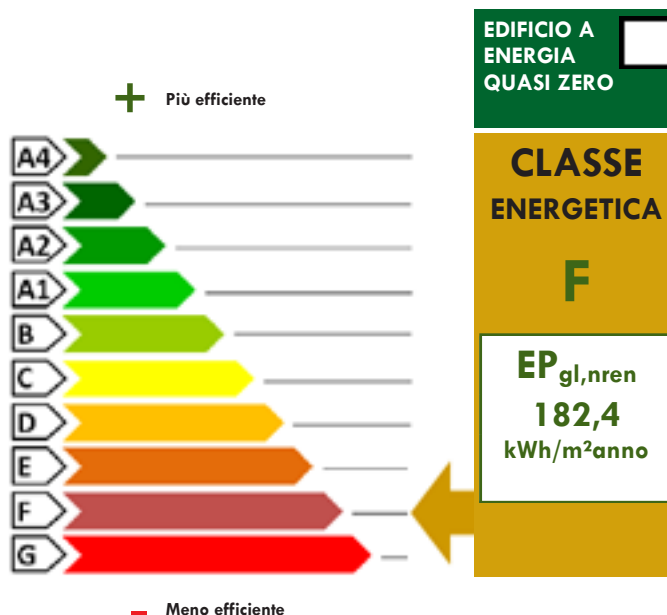 EDIFICIO A
ENERGIA
QUASI ZERO
+ Più efficiente
A4
A3
A2
A1
B
C
D
E
F
G
- Meno efficiente
CLASSE
ENERGETICA
F
EPgl,nren
182,4
kWh/m²anno